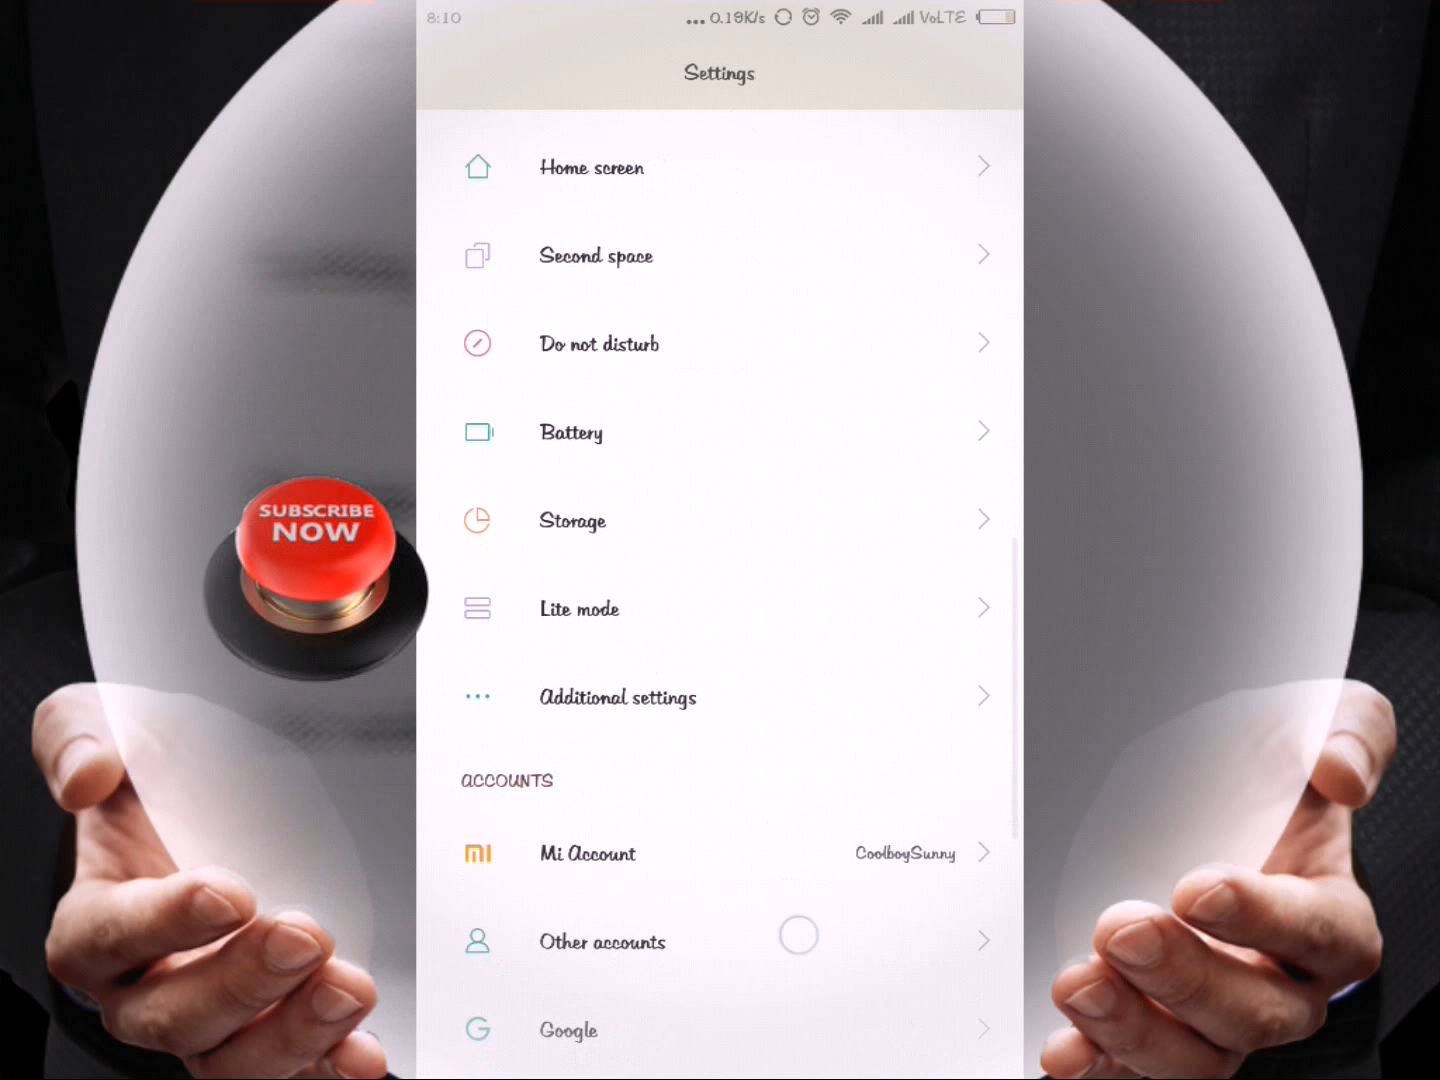 8:10
... 0.19K/s VoLTE
Settings
Home screen
Second space
Do not disturb
Battery
Storage
SUBSCRIBE
NOW
Lite mode
Additional settings
ACCOUNTS
Mi Account CoolboySunny
Other accounts
Google